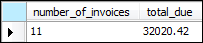 number_of_invoices total_due
11 32020.42